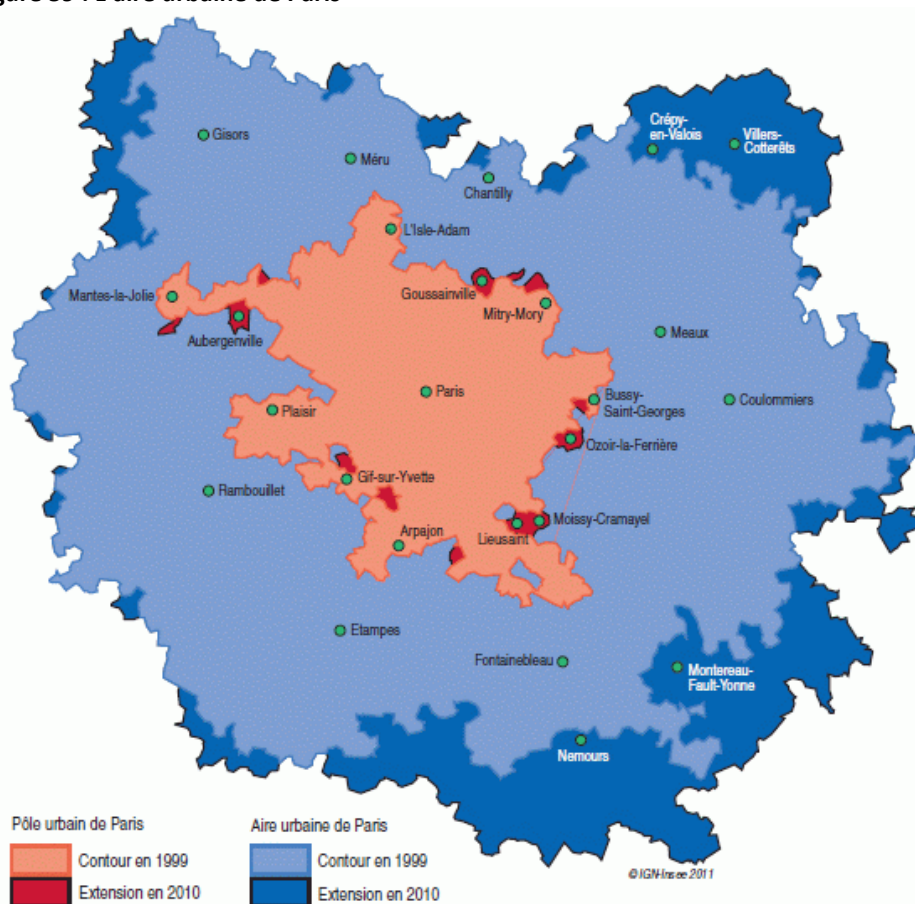 Gisors
Méru
Crépy-
en-Valois
Villers-
Cotterêts
Chantilly
L'Isle-Adam
Mantes-la-Jolie
Goussainville
Mitry-Mory
Aubergenville
Meaux
Paris
Bussy-
Saint-Georges
Coulommiers
Plaisir
Ozoir-la-Ferrière
Gif-sur-Yvette
Rambouillet
Moissy-Cramayel
Lieusaint
Arpajon
Etampes
Fontainebleau
Montereau-
Fault-Yonne
Nemours
Pôle urbain de Paris
Contour en 1999
Extension en 2010
Aire urbaine de Paris
Contour en 1999
Extension en 2010
© IGN-Insee 2011